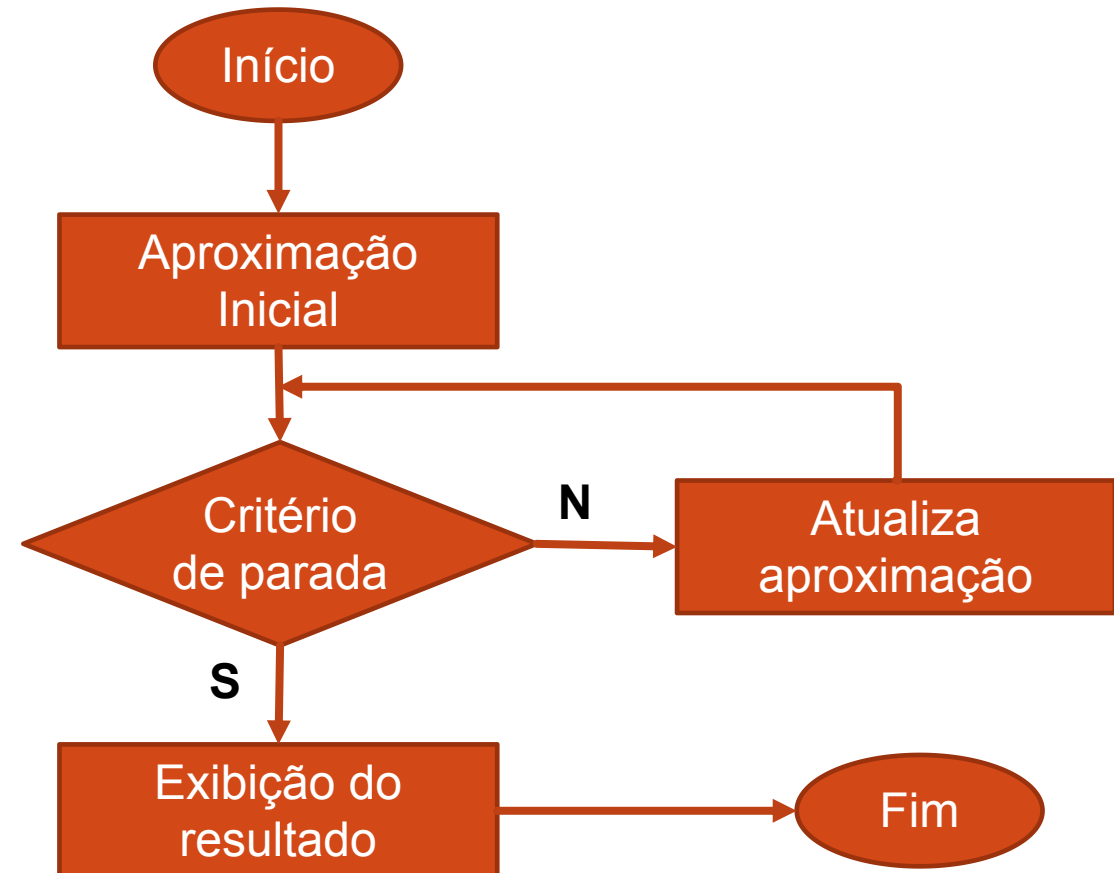 Início
Aproximação
Inicial
Critério
de parada
N
Atualiza
aproximação
S
Exibição do
resultado
Fim